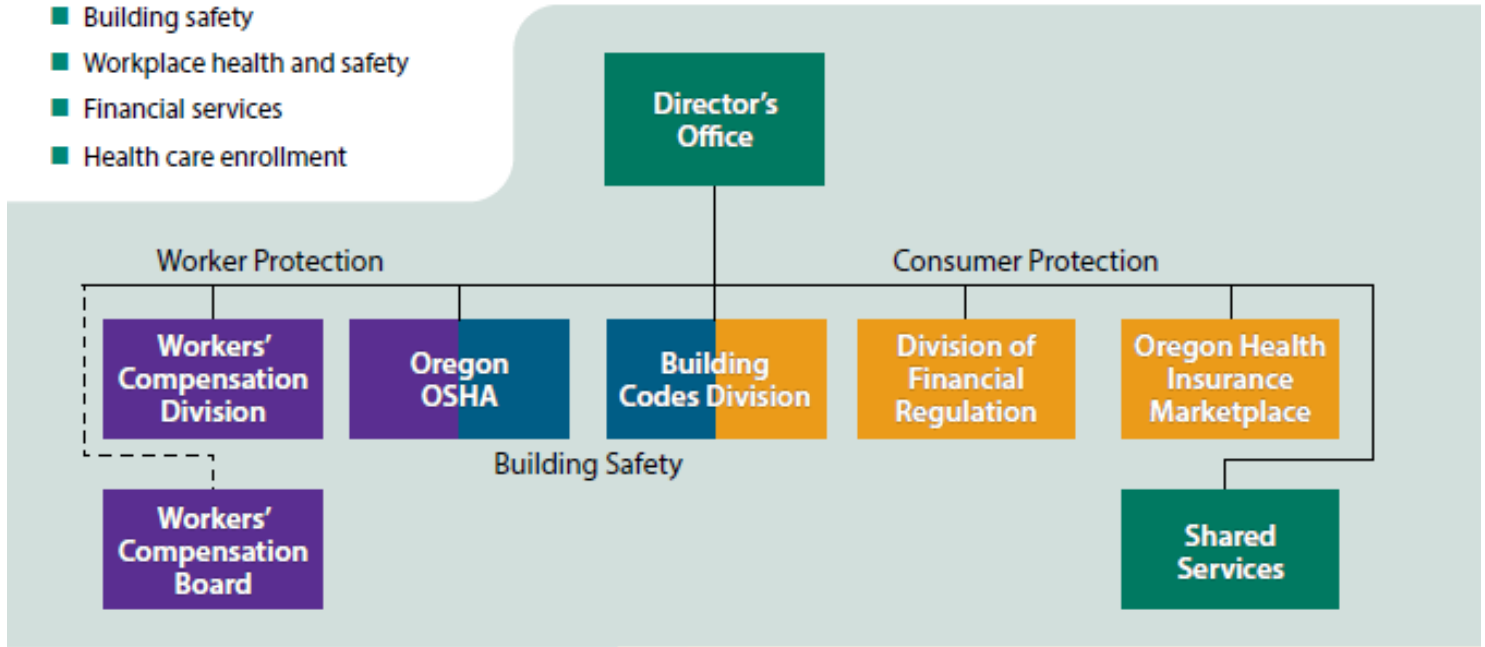 Building safety
Workplace health and safety
Financial services
Health care enrollment
Director's
Office
Worker Protection
Consumer Protection
Workers'
Compensation
Division
Oregon
OSHA
Building
Codes Division
Division of
Financial
Regulation
Oregon Health
Insurance
Marketplace
Building Safety
Workers'
Compensation
Board
Shared
Services